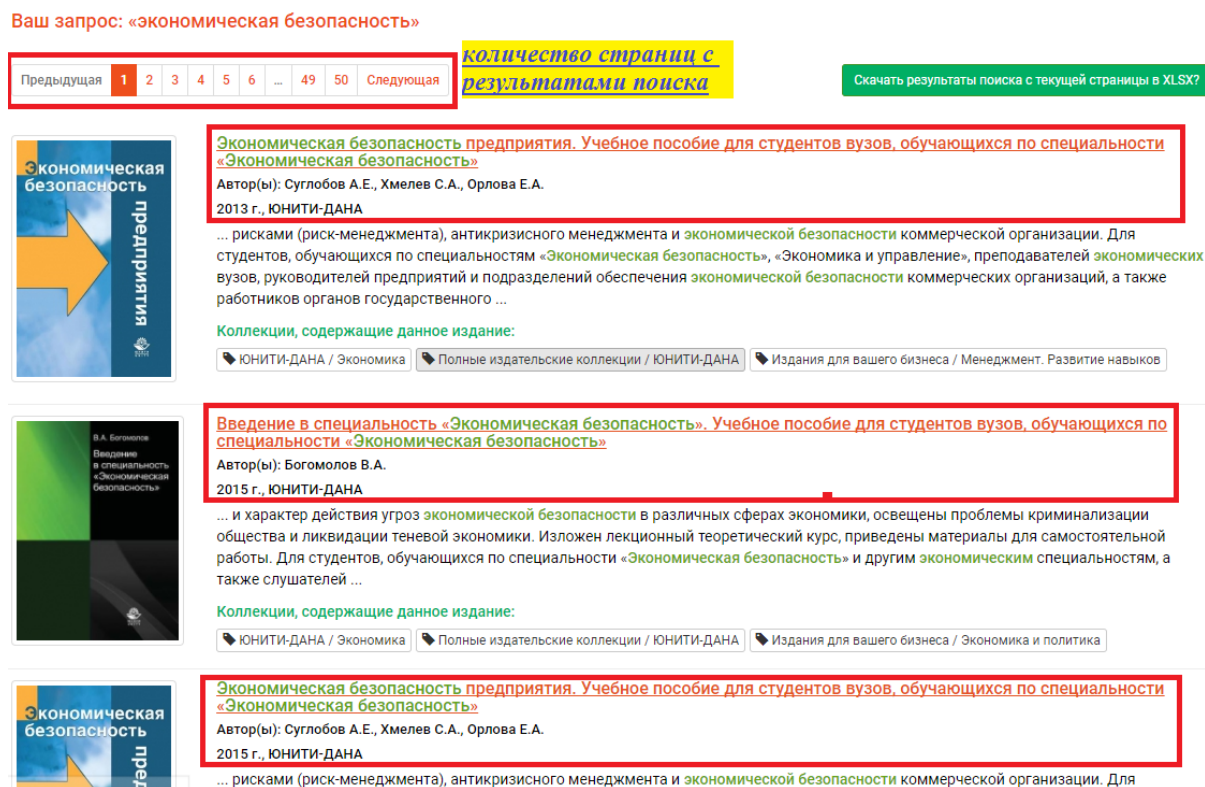 Ваш запрос: «экономическая безопасность»
Предыдущая 1 2 3 4 5 6 ... 49 50 Следующая
количество страниц с
результатами поиска
Скачать результаты поиска с текущей страницы в XLSX?
Экономическая
безопасность
предприятия
Экономическая безопасность предприятия. Учебное пособие для студентов вузов, обучающихся по специальности
«Экономическая безопасность»
Автор(ы): Суглобов А.Е., Хмелев С.А., Орлова Е.А.
2013 г., ЮНИТИ-ДАНА
... рисками (риск-менеджмента), антикризисного менеджмента и экономической безопасности коммерческой организации. Для
студентов, обучающихся по специальностям «Экономическая безопасность», «Экономика и управление», преподавателей экономических
вузов, руководителей предприятий и подразделений обеспечения экономической безопасности коммерческих организаций, а также
работников органов государственного ...
Коллекции, содержащие данное издание:
ЮНИТИ-ДАНА / Экономика Полные издательские коллекции / ЮНИТИ-ДАНА Издания для вашего бизнеса / Менеджмент. Развитие навыков
В.А. Богомолов
Введение
в специальность
«Экономическая
безопасность»
Введение в специальность «Экономическая безопасность». Учебное пособие для студентов вузов, обучающихся по
специальности «Экономическая безопасность»
Автор(ы): Богомолов В.А.
2015 г., ЮНИТИ-ДАНА
... и характер действия угроз экономической безопасности в различных сферах экономики, освещены проблемы криминализации
общества и ликвидации теневой экономики. Изложен лекционный теоретический курс, приведены материалы для самостоятельной
работы. Для студентов, обучающихся по специальности «Экономическая безопасность» и другим экономическим специальностям, а
также слушателей ...
Коллекции, содержащие данное издание:
ЮНИТИ-ДАНА / Экономика Полные издательские коллекции / ЮНИТИ-ДАНА Издания для вашего бизнеса / Экономика и политика
Экономическая
безопасность
пред
Экономическая безопасность предприятия. Учебное пособие для студентов вузов, обучающихся по специальности
«Экономическая безопасность»
Автор(ы): Суглобов А.Е., Хмелев С.А., Орлова Е.А.
2015 г., ЮНИТИ-ДАНА
... рисками (риск-менеджмента), антикризисного менеджмента и экономической безопасности коммерческой организации. Для